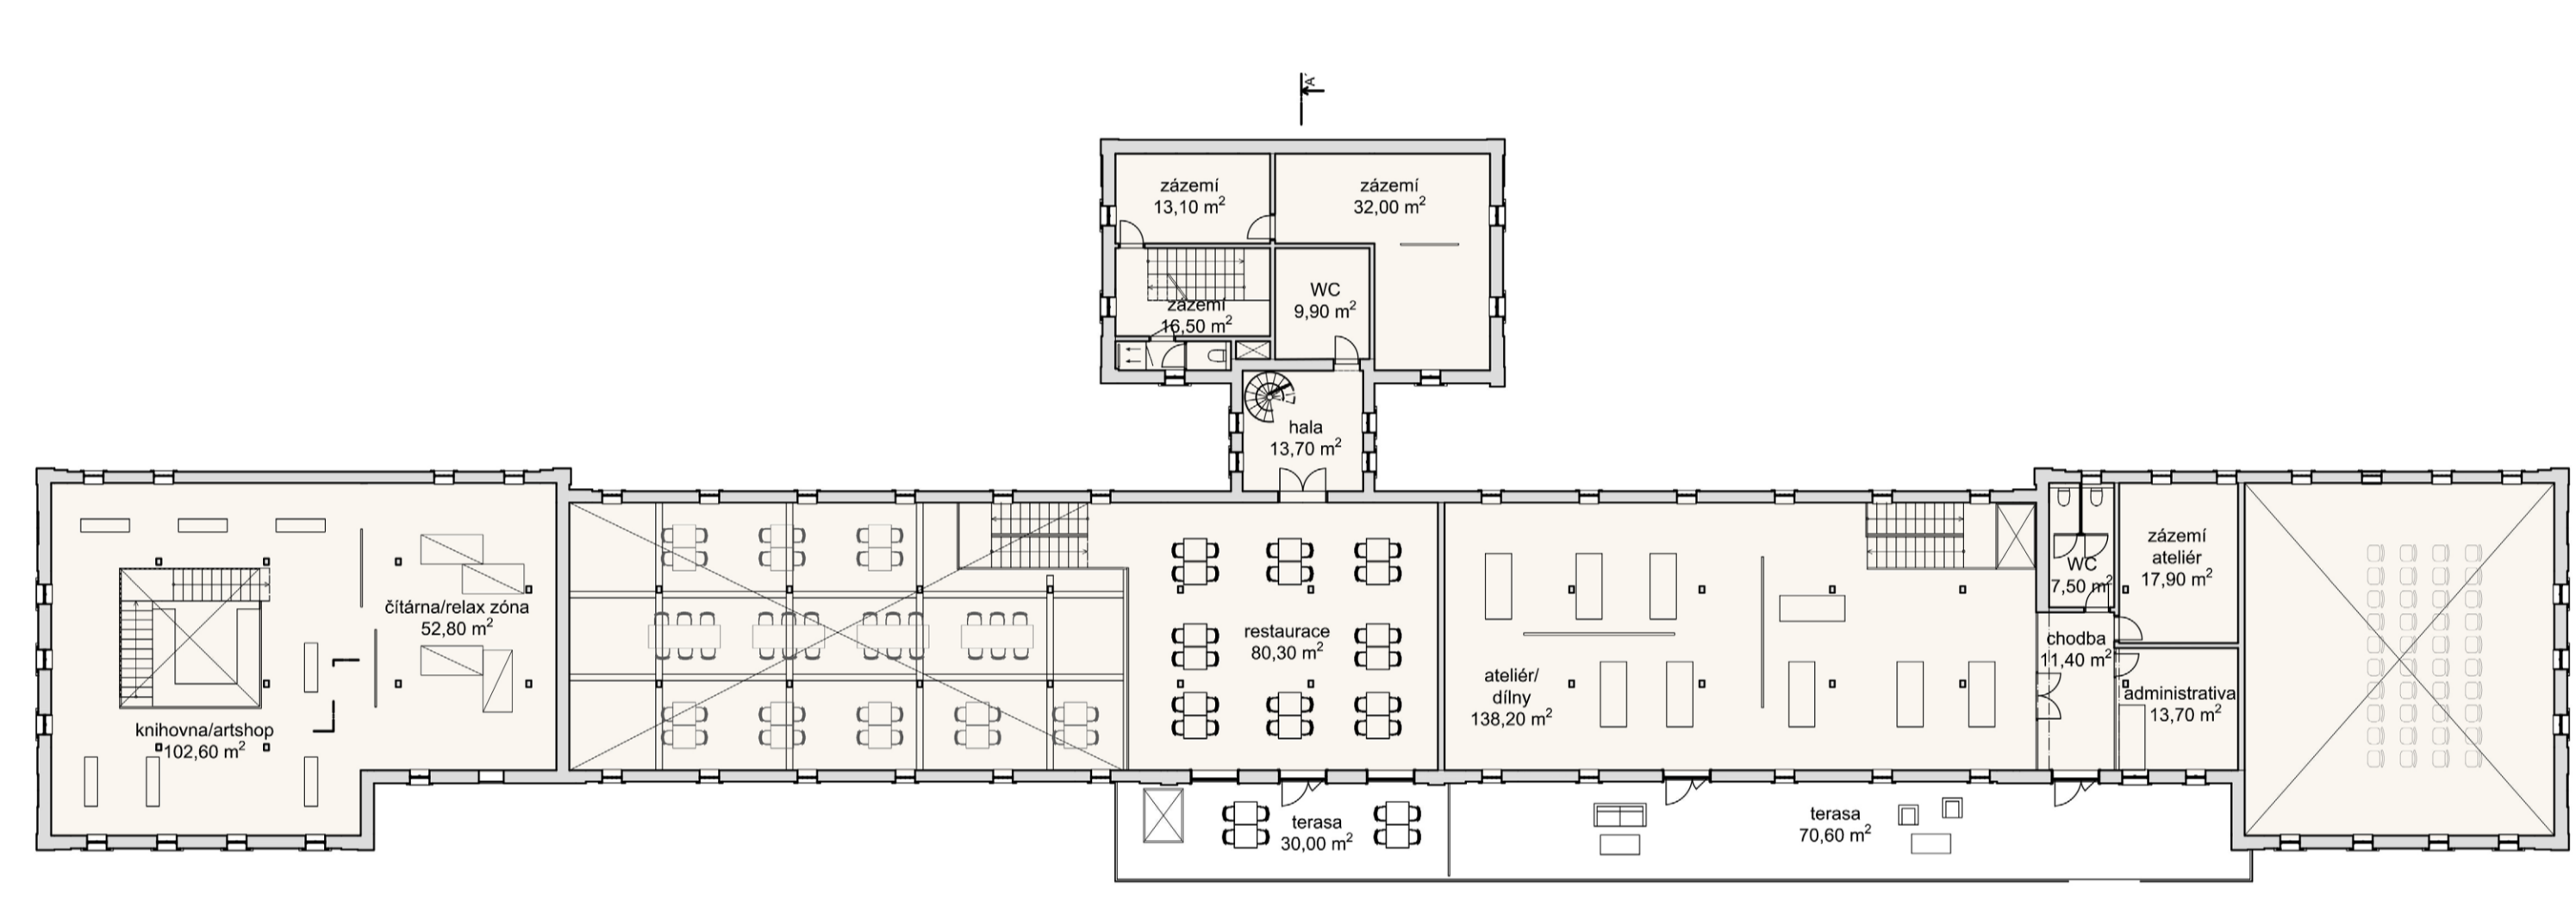 A'
zázemí
13,10 m²
zázemí
32,00 m²
zázemí
16,50 m²
WC
9,90 m²
hala
13,70 m²
čítárna/relax zóna
52,80 m²
knihovna/artshop
102,60 m²
restaurace
80,30 m²
ateliér/
dílny
138,20 m²
WC
7,50 m²
zázemí
ateliér
17,90 m²
chodba
11,40 m²
administrativa
13,70 m²
terasa
30,00 m²
terasa
70,60 m²